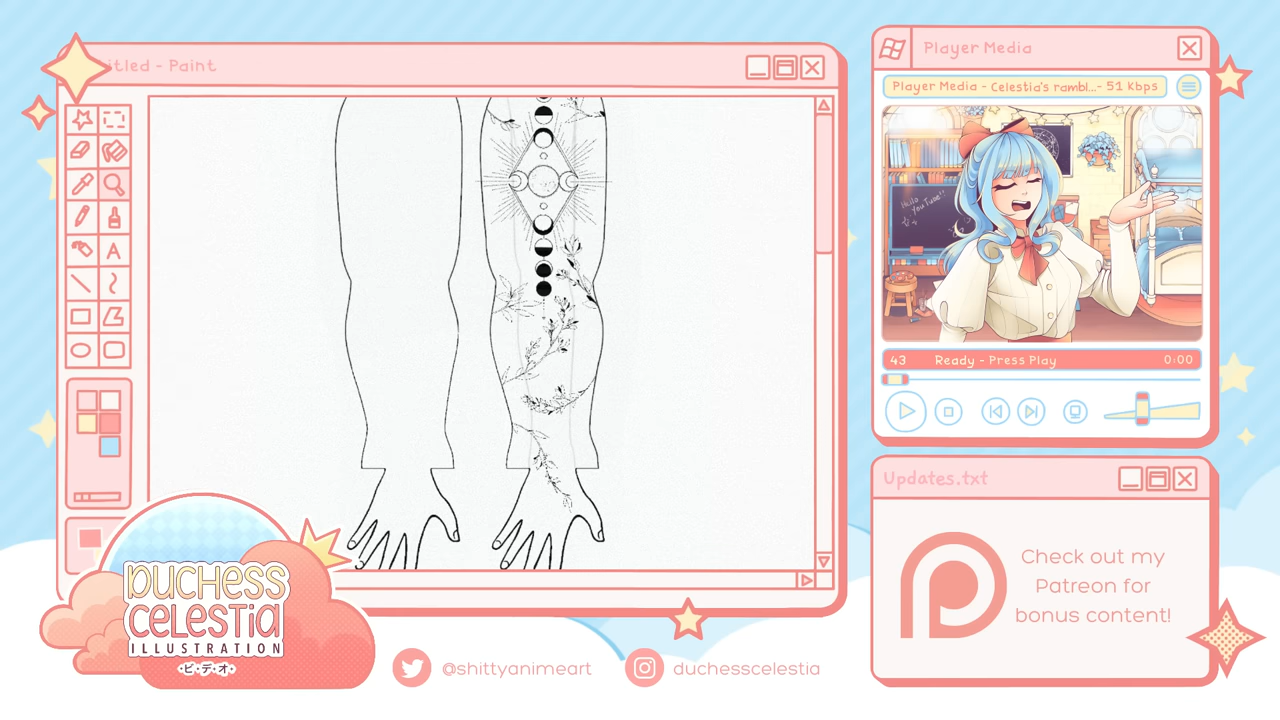 itled - Paint
Player Media
Player Media - Celestia's rambl...- 51 Kbps
Hello
YouTube!
A
43 Ready - Press Play 0:00
Updates.txt
Check out my
Patreon for
bonus content!
DUCHESS
CELESTIA
ILLUSTRATION
・ビ・デ・オ・
@shittyanimeart
duchesscelestia